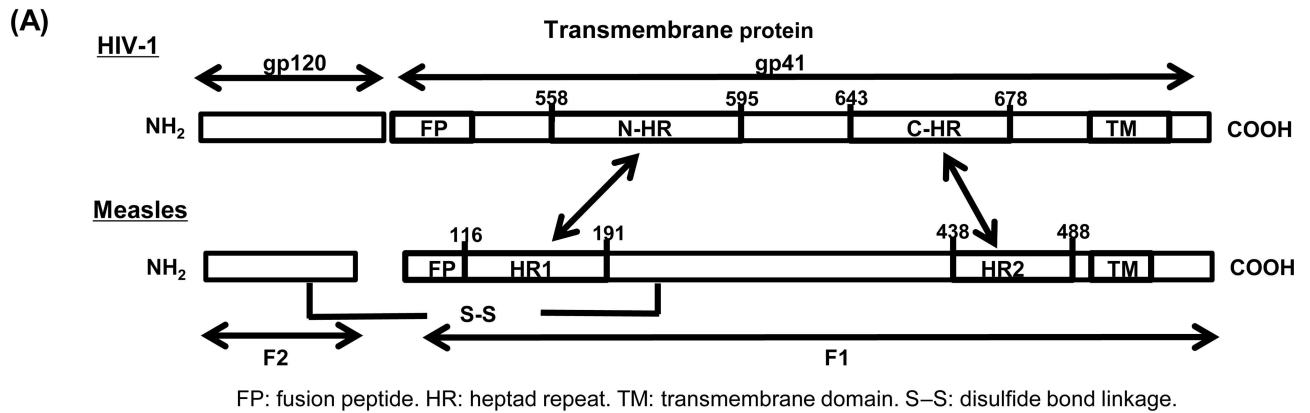 (A)
HIV-1
Transmembrane protein
gp120
gp41
558
595
643
678
NH₂
FP
N-HR
C-HR
TM
COOH
Measles
116
191
438
488
NH₂
FP
HR1
HR2
TM
COOH
S-S
F2
F1
FP: fusion peptide. HR: heptad repeat. TM: transmembrane domain. S–S: disulfide bond linkage.